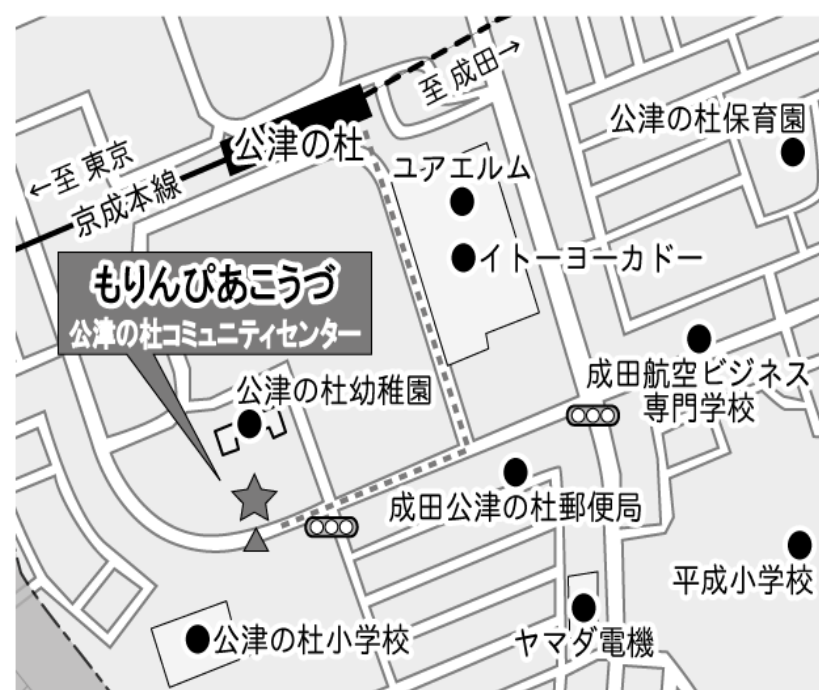 至 成田→
公津の杜保育園
公津の杜
ユアエルム
←至 東京
京成本線
イトーヨーカドー
もりんぴあこうづ
公津の杜コミュニティセンター
成田航空ビジネス
専門学校
公津の杜幼稚園
成田公津の杜郵便局
平成小学校
公津の杜小学校
ヤマダ電機